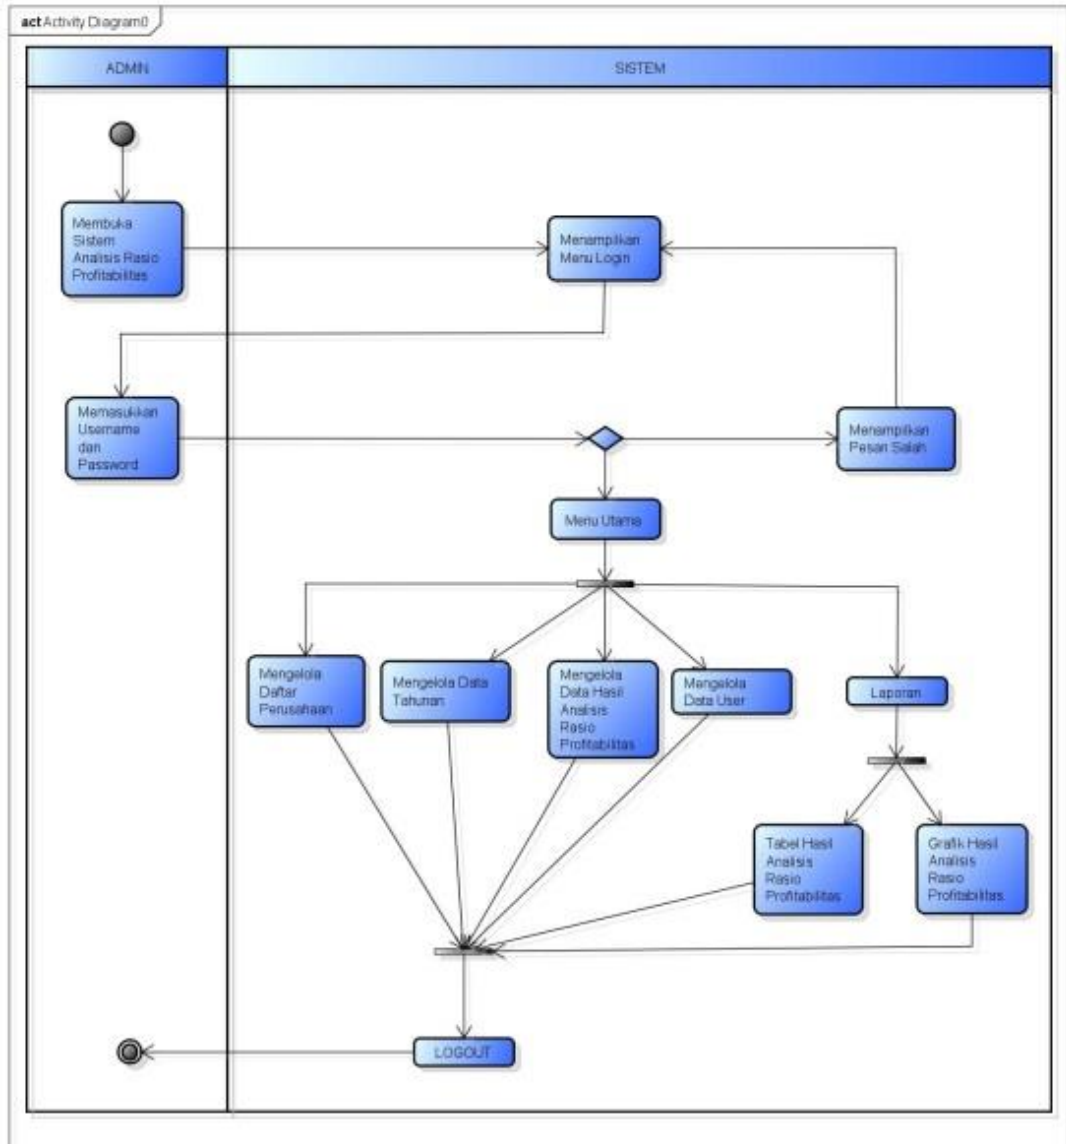 act Activity Diagram0
ADMIN
SISTEM
Membuka
Sistem
Analisis Rasio
Profitabilitas
Menampilkan
Menu Login
Memasukkan
Username
dan
Password
Menampilkan
Pesan Salah
Menu Utama
Mengelola
Daftar
Perusahaan
Mengelola Data
Tahunan
Mengelola
Data Hasil
Analisis
Rasio
Profitabilitas
Mengelola
Data User
Laporan
Tabel Hasil
Analisis
Rasio
Profitabilitas
Grafik Hasil
Analisis
Rasio
Profitabilitas
LOGOUT